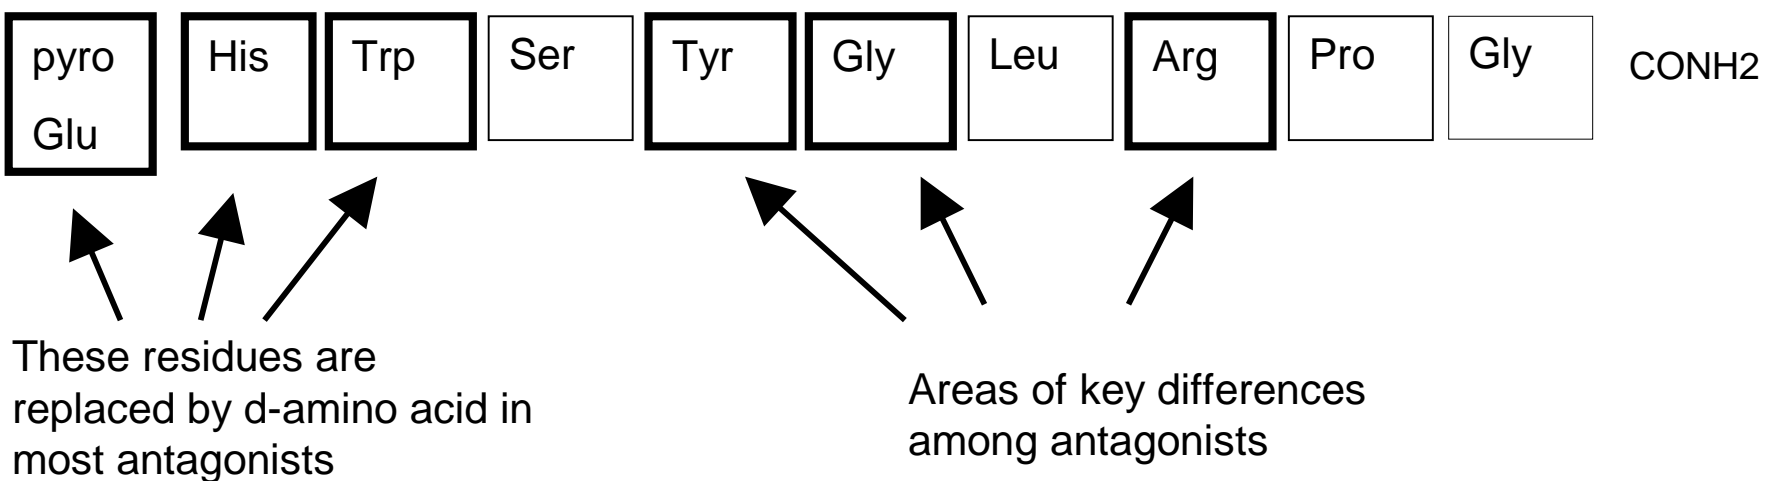 pyro
Glu
His
Trp
Ser
Tyr
Gly
Leu
Arg
Pro
Gly
CONH2
These residues are
replaced by d-amino acid in
most antagonists
Areas of key differences
among antagonists